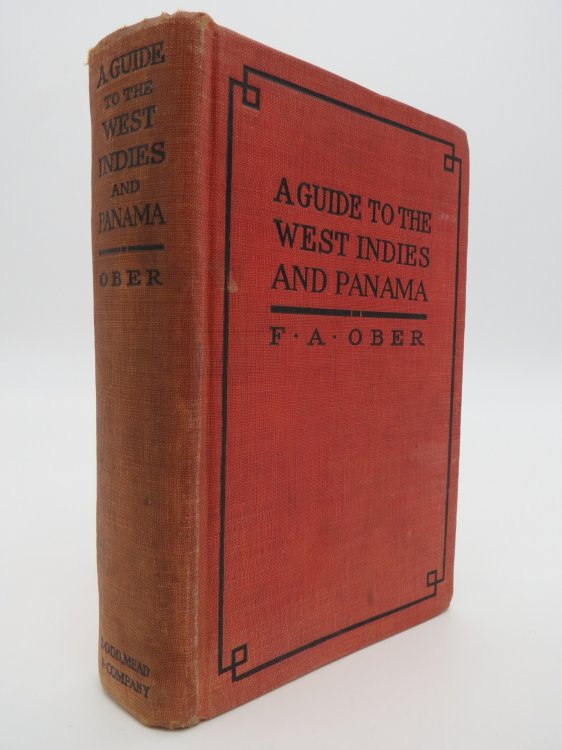 A GUIDE
TO THE
WEST
INDIES
AND
PANAMA
OBER
DODD, MEAD
& COMPANY
A GUIDE TO THE
WEST INDIES
AND PANAMA
F · A · OBER